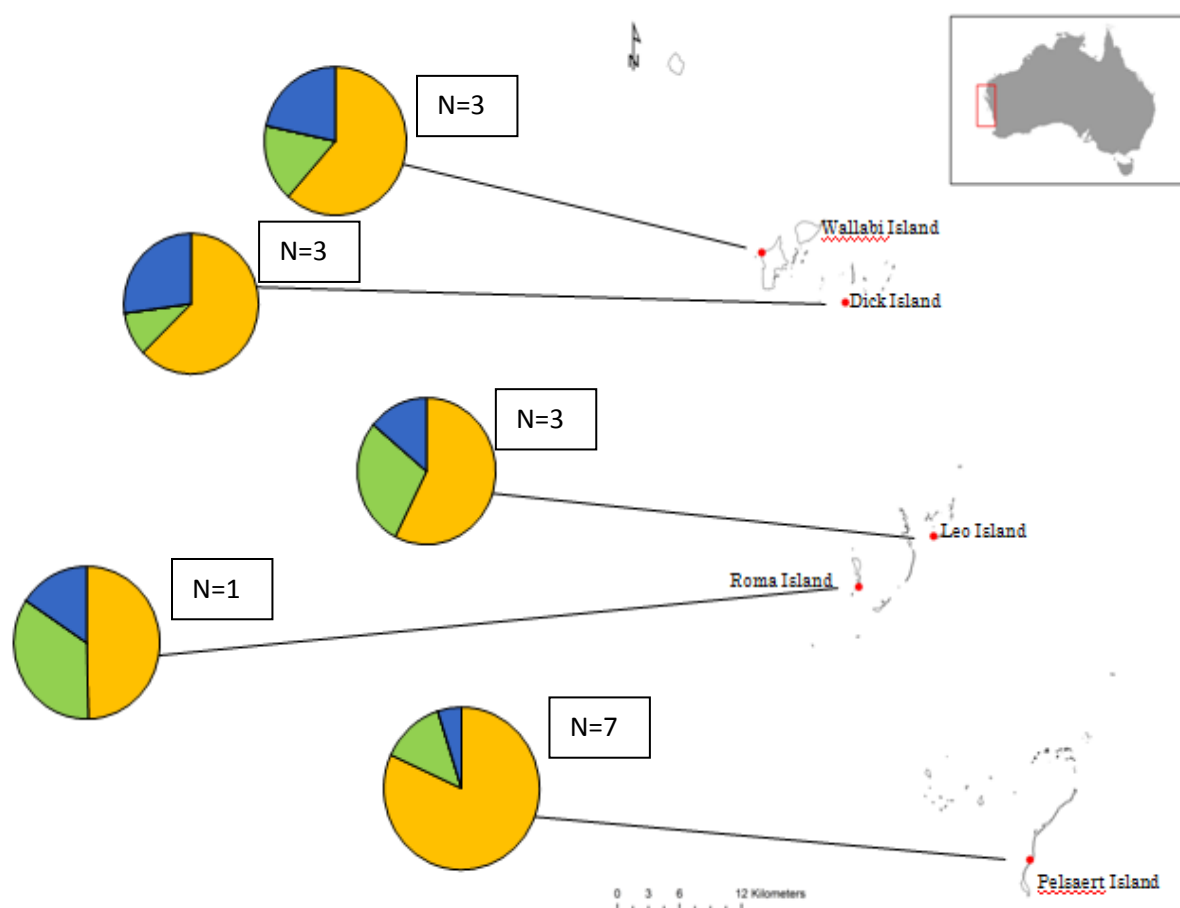 N
N=3
Wallabi Island
N=3
Dick Island
N=3
Leo Island
N=1
Roma Island
N=7
Pelsaert Island
0 3 6 12 Kilometers